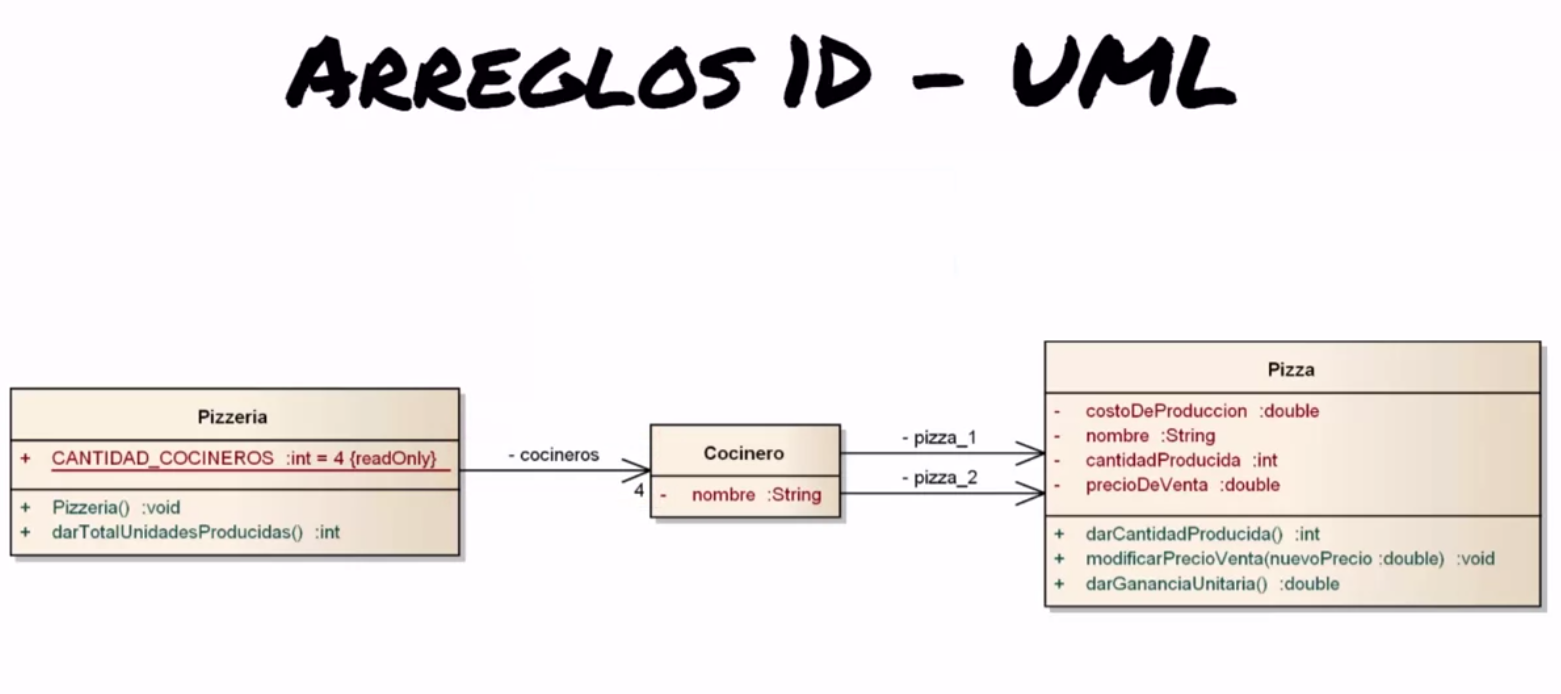 ARREGLOS 1D - UML
Pizzeria
+ CANTIDAD_COCINEROS :int = 4 {readOnly}
+ Pizzeria() :void
+ darTotalUnidadesProducidas() :int
- cocineros
4
Cocinero
- nombre :String
- pizza_1
- pizza_2
Pizza
- costoDeProduccion :double
- nombre :String
- cantidadProducida :int
- precioDeVenta :double
+ darCantidadProducida() :int
+ modificarPrecioVenta(nuevoPrecio :double) :void
+ darGananciaUnitaria() :double